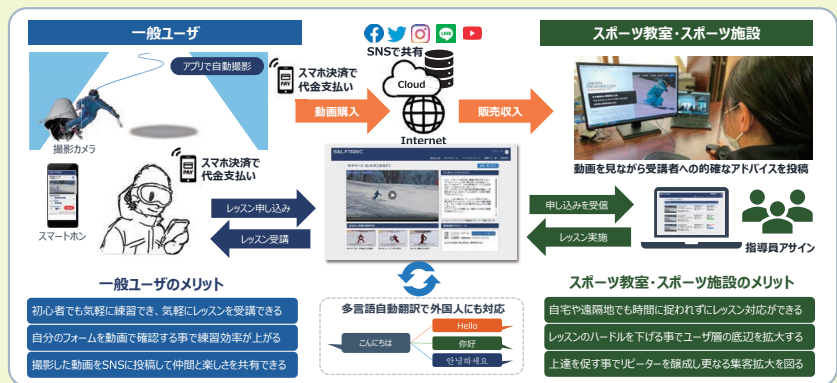 一般ユーザ
アプリで自動撮影
撮影カメラ
スマートホン
スマホ決済で
代金支払い
スマホ決済で
代金支払い
PAY
PAY
動画購入
LINE
SNSで共有
Cloud
Internet
販売収入
スポーツ教室・スポーツ施設
動画を見ながら受講者への的確なアドバイスを投稿
レッスン申し込み
レッスン受講
SELFTREC
申し込みを受信
レッスン実施
指導員アサイン
一般ユーザのメリット
初心者でも気軽に練習でき、気軽にレッスンを受講できる
自分のフォームを動画で確認する事で練習効率が上がる
撮影した動画をSNSに投稿して仲間と楽しさを共有できる
多言語自動翻訳で外国人にも対応
こんにちは
Hello
你好
안녕하세요
スポーツ教室・スポーツ施設のメリット
自宅や遠隔地でも時間に捉われずにレッスン対応ができる
レッスンのハードルを下げる事でユーザ層の底辺を拡大する
上達を促す事でリピーターを醸成し更なる集客拡大を図る